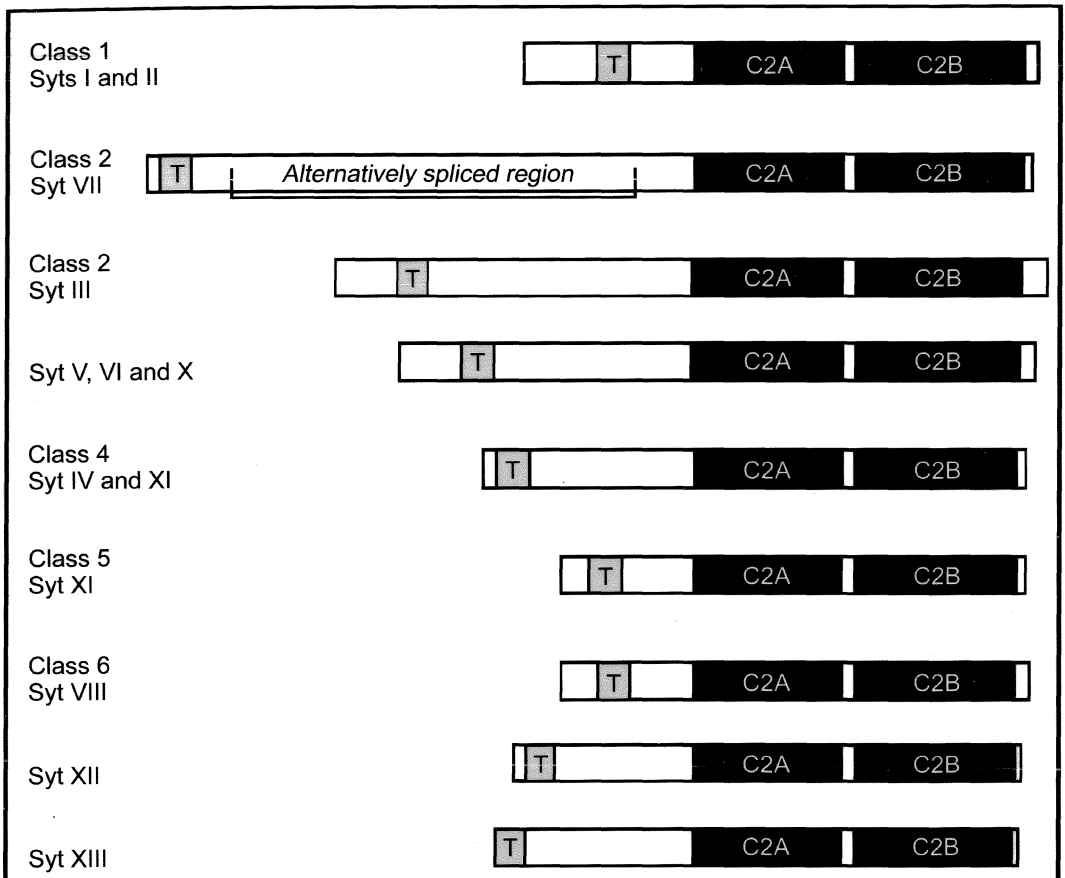 Class 1
Syts I and II
T C2A C2B
Class 2
Syt VII
T Alternatively spliced region C2A C2B
Class 2
Syt III
T C2A C2B
Syt V, VI and X
T C2A C2B
Class 4
Syt IV and XI
T C2A C2B
Class 5
Syt XI
T C2A C2B
Class 6
Syt VIII
T C2A C2B
Syt XII
T C2A C2B
Syt XIII
T C2A C2B